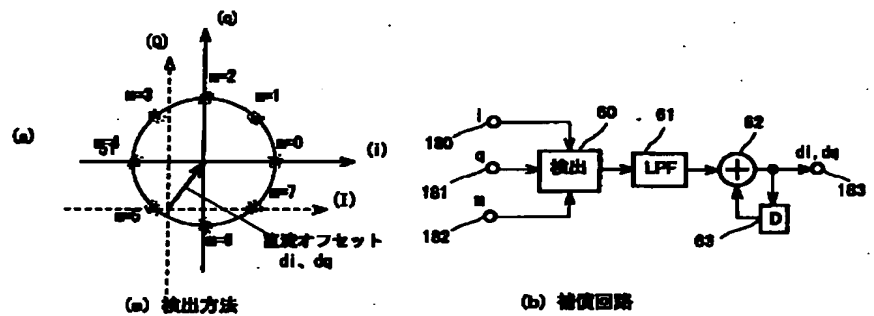 (q)
(Q)
m=2
m=3
m=1
(a)
m=0
(i)
m=7
(I)
m=5
m=6
直流オフセット
di、dq
(a) 検出方法
i
180
q
181
m
182
60
検出
61
LPF
62
di,dq
183
D
63
(b) 補償回路